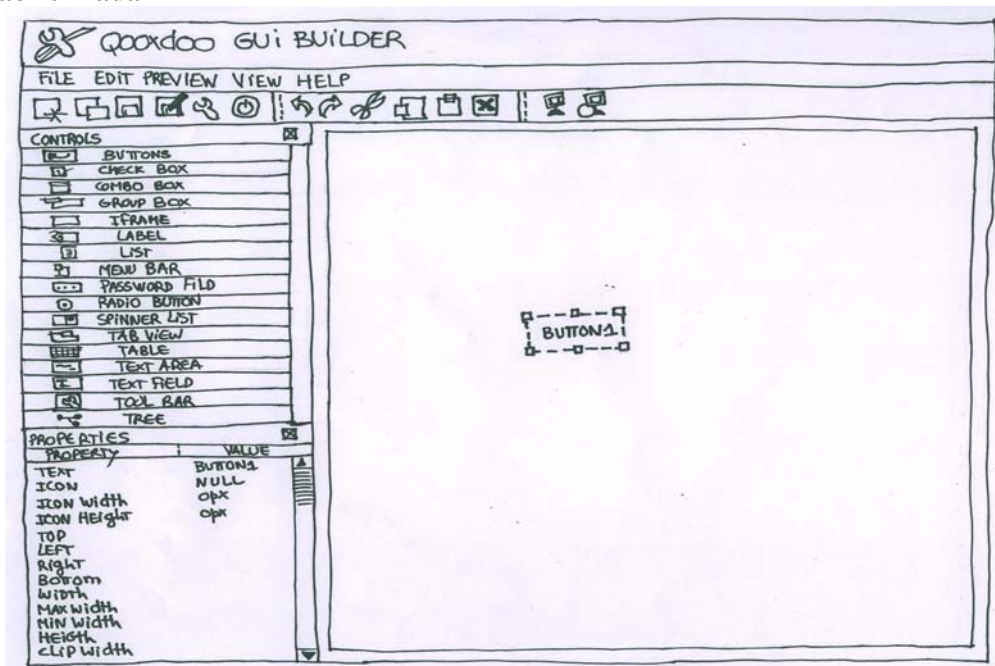 Qooxdoo GUi BUiLDER
FiLE EDIT PREVIEW VIEW HELP
CONTROLS
BUTTONS
CHECK BOX
COMBO BOX
GROUP BOX
IFRAME
LABEL
LIST
MENU BAR
PASSWORD FiLD
RADIO BUTTON
SPINNER LIST
TAB VIEW
TABLE
TEXT AREA
TEXT FIELD
TOOL BAR
TREE
BUTTON1
PROPERTIES
PROPERTY VALUE
TEXT BUTTON1
ICON NULL
ICON Width 0px
ICON HEighT 0px
TOP
LEFT
RighT
BoTTom
WiDTh
MAX Width
MIN Width
HEiGTh
CLiP Width